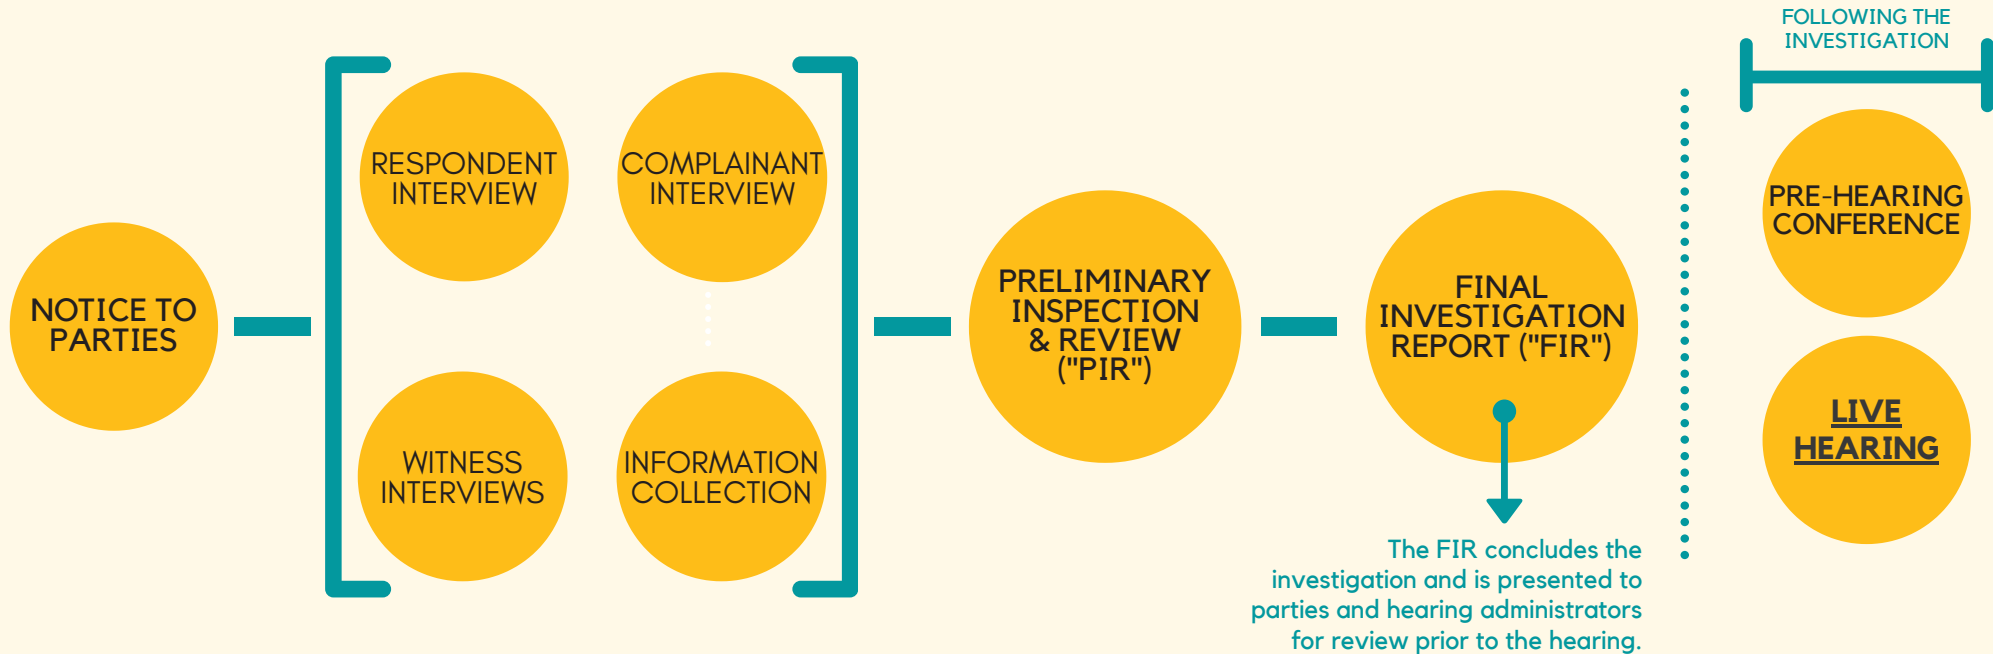 NOTICE TO
PARTIES
RESPONDENT
INTERVIEW
COMPLAINANT
INTERVIEW
WITNESS
INTERVIEWS
INFORMATION
COLLECTION
PRELIMINARY
INSPECTION
& REVIEW
("PIR")
FINAL
INVESTIGATION
REPORT ("FIR")
The FIR concludes the
investigation and is presented to
parties and hearing administrators
for review prior to the hearing.
FOLLOWING THE
INVESTIGATION
PRE-HEARING
CONFERENCE
LIVE
HEARING